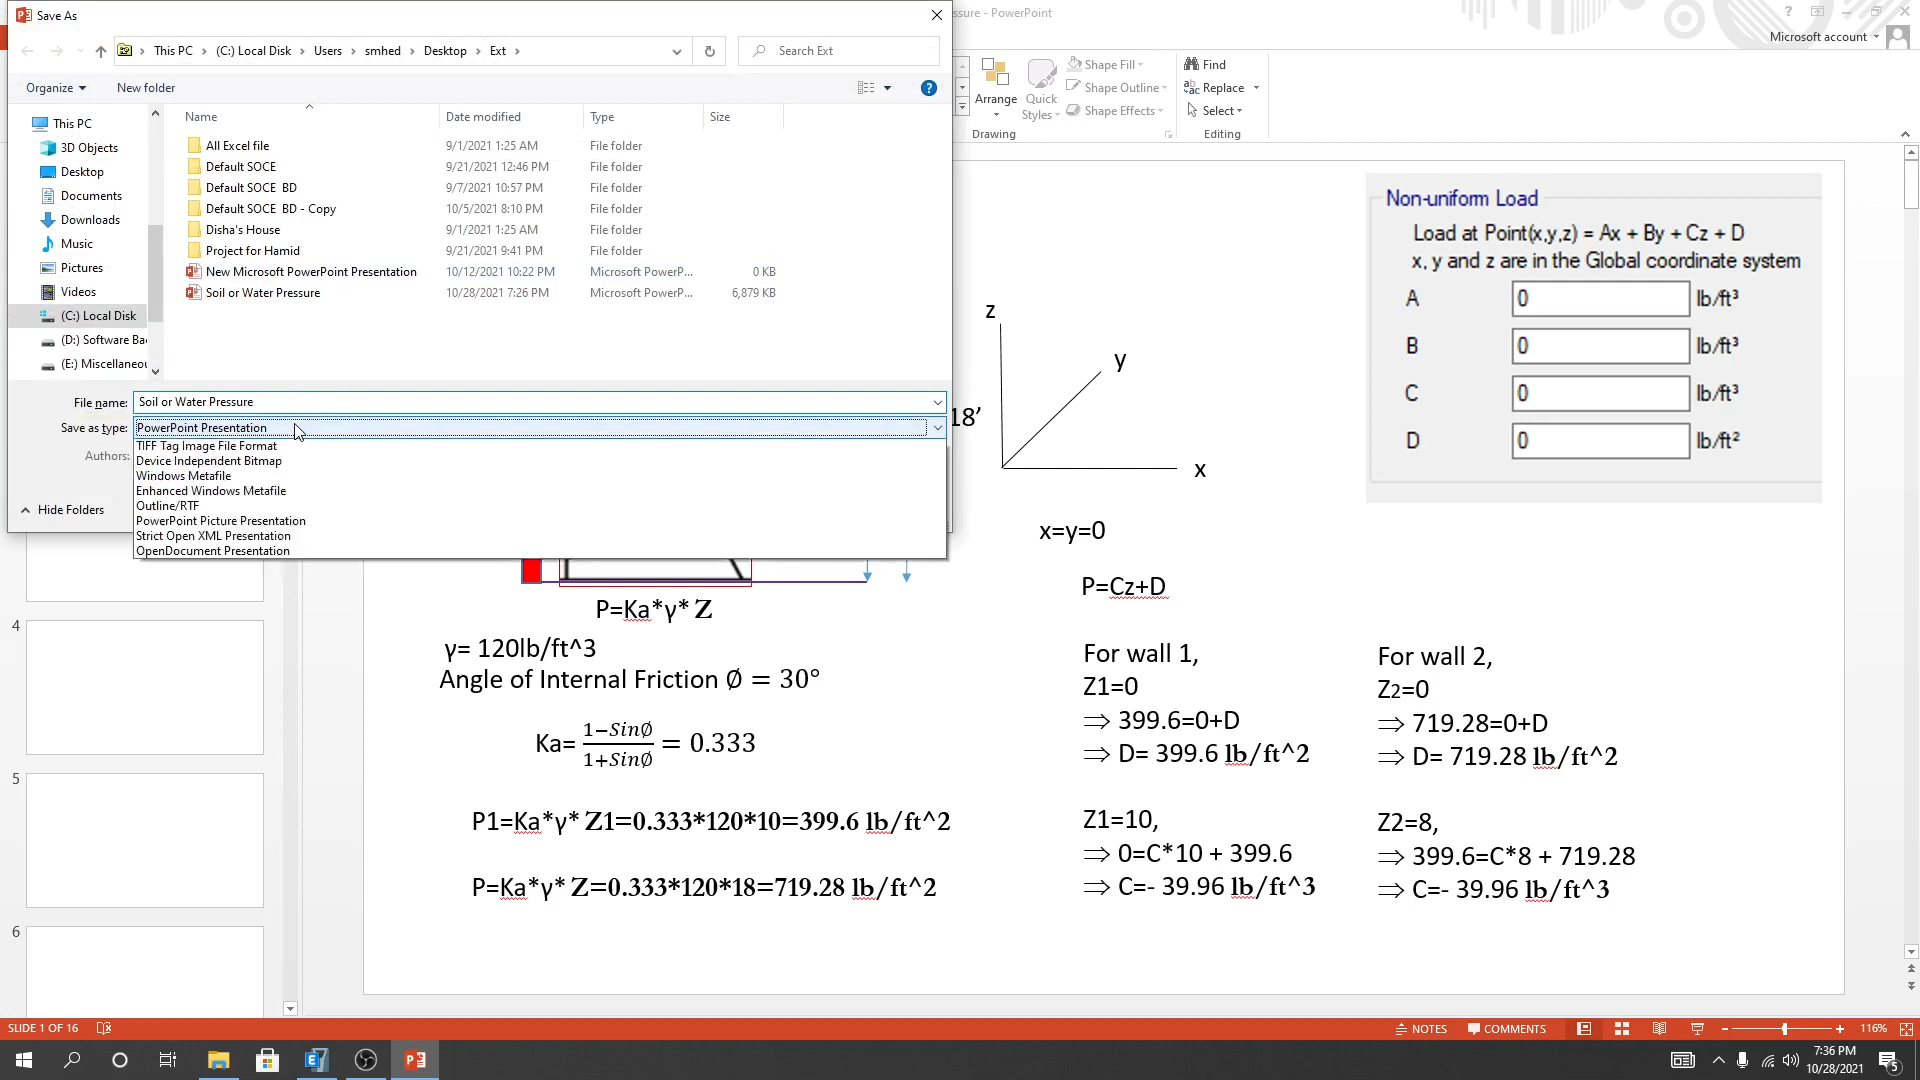 Save As
ssure - PowerPoint
Microsoft account
This PC
(C:) Local Disk
Users
smhed
Desktop
Ext
Search Ext
Organize
New folder
Find
Replace
Select
Editing
Arrange
Quick
Styles
Shape Fill
Shape Outline
Shape Effects
Drawing
Name
Date modified
Type
Size
This PC
3D Objects
Desktop
Documents
Downloads
Music
Pictures
Videos
(C:) Local Disk
(D:) Software Ba
(E:) Miscellaneou
All Excel file 9/1/2021 1:25 AM File folder
Default SOCE 9/21/2021 12:46 PM File folder
Default SOCE BD 9/7/2021 10:57 PM File folder
Default SOCE BD - Copy 10/5/2021 8:10 PM File folder
Disha's House 9/1/2021 1:25 AM File folder
Project for Hamid 9/21/2021 9:41 PM File folder
New Microsoft PowerPoint Presentation 10/12/2021 10:22 PM Microsoft PowerP... 0 KB
Soil or Water Pressure 10/28/2021 7:26 PM Microsoft PowerP... 6,879 KB
File name: Soil or Water Pressure
Save as type: PowerPoint Presentation
Authors:
TIFF Tag Image File Format
Device Independent Bitmap
Windows Metafile
Enhanced Windows Metafile
Outline/RTF
PowerPoint Picture Presentation
Strict Open XML Presentation
OpenDocument Presentation
Hide Folders
4
5
6
Non-uniform Load
Load at Point(x,y,z) = Ax + By + Cz + D
x, y and z are in the Global coordinate system
A 0 lb/ft³
B 0 lb/ft³
C 0 lb/ft³
D 0 lb/ft²
z
y
18’
x
x=y=0
P=Cz+D
P=Ka*γ* Z
γ= 120lb/ft^3
Angle of Internal Friction ∅ = 30°
Ka= (1−Sin∅)/(1+Sin∅) = 0.333
P1=Ka*γ* Z1=0.333*120*10=399.6 lb/ft^2
P=Ka*γ* Z=0.333*120*18=719.28 lb/ft^2
For wall 1,
Z1=0
⇒ 399.6=0+D
⇒ D= 399.6 lb/ft^2
Z1=10,
⇒ 0=C*10 + 399.6
⇒ C=- 39.96 lb/ft^3
For wall 2,
Z2=0
⇒ 719.28=0+D
⇒ D= 719.28 lb/ft^2
Z2=8,
⇒ 399.6=C*8 + 719.28
⇒ C=- 39.96 lb/ft^3
SLIDE 1 OF 16
NOTES
COMMENTS
116%
7:36 PM
10/28/2021
5